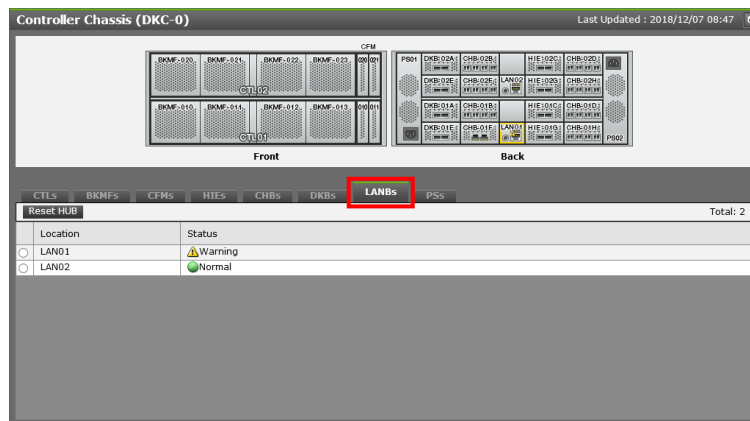 Controller Chassis (DKC-0)
Last Updated : 2018/12/07 08:47
CFM
BKMF-020 BKMF-021 BKMF-022 BKMF-023 020 021
CTL02
BKMF-010 BKMF-011 BKMF-012 BKMF-013 010 011
CTL01
PS01 DKB:02A CHB:02B HIE:02C CHB:02D
DKB:02E CHB:02F LAN02 HIE:02G CHB:02H
DKB:01A CHB:01B HIE:01C CHB:01D
DKB:01E CHB:01F LAN01 HIE:01G CHB:01H PS02
Front
Back
CTLs BKMFs CFMs HIEs CHBs DKBs LANBs PSs
Reset HUB
Total: 2
Location Status
LAN01 Warning
LAN02 Normal